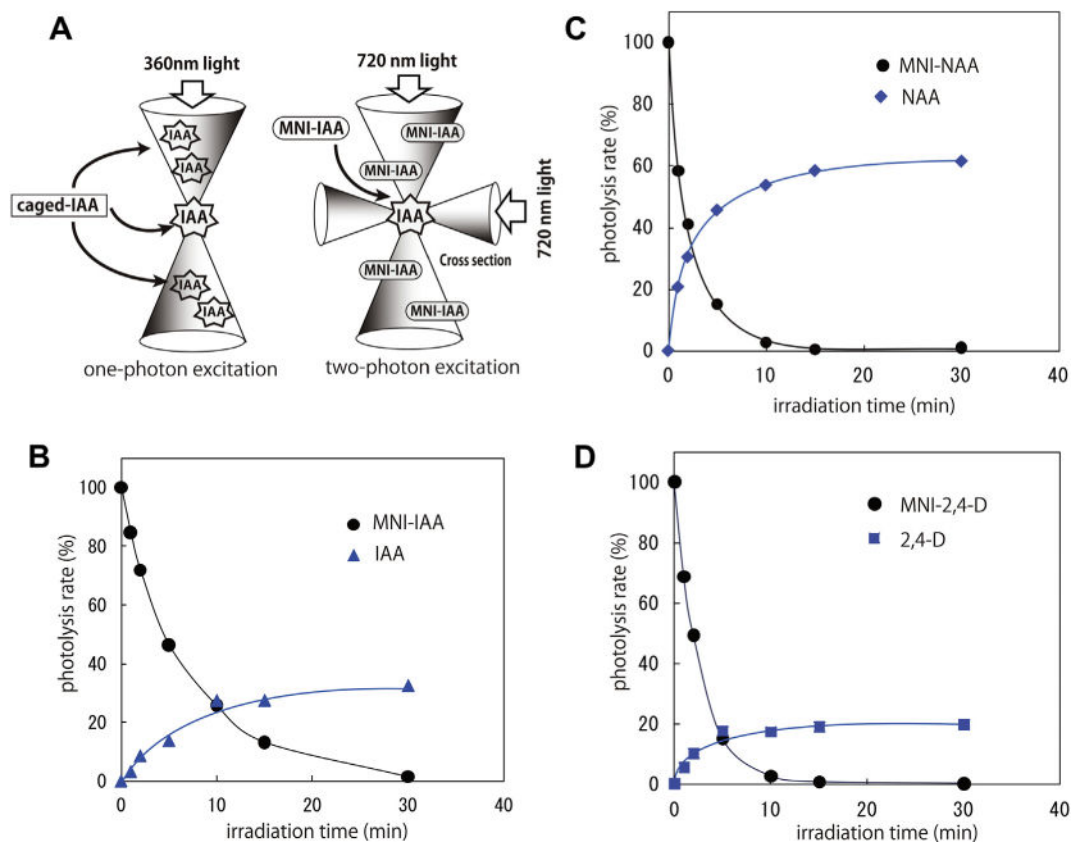 A
360nm light
720 nm light
IAA
IAA
caged-IAA
IAA
IAA
IAA
one-photon excitation
MNI-IAA
MNI-IAA
MNI-IAA
IAA
720 nm light
Cross section
MNI-IAA
MNI-IAA
two-photon excitation
C
photolysis rate (%)
100
80
60
40
20
0
MNI-NAA
NAA
0 10 20 30 40
irradiation time (min)
B
photolysis rate (%)
100
80
60
40
20
0
MNI-IAA
IAA
0 10 20 30 40
irradiation time (min)
D
photolysis rate (%)
100
80
60
40
20
0
MNI-2,4-D
2,4-D
0 10 20 30 40
irradiation time (min)